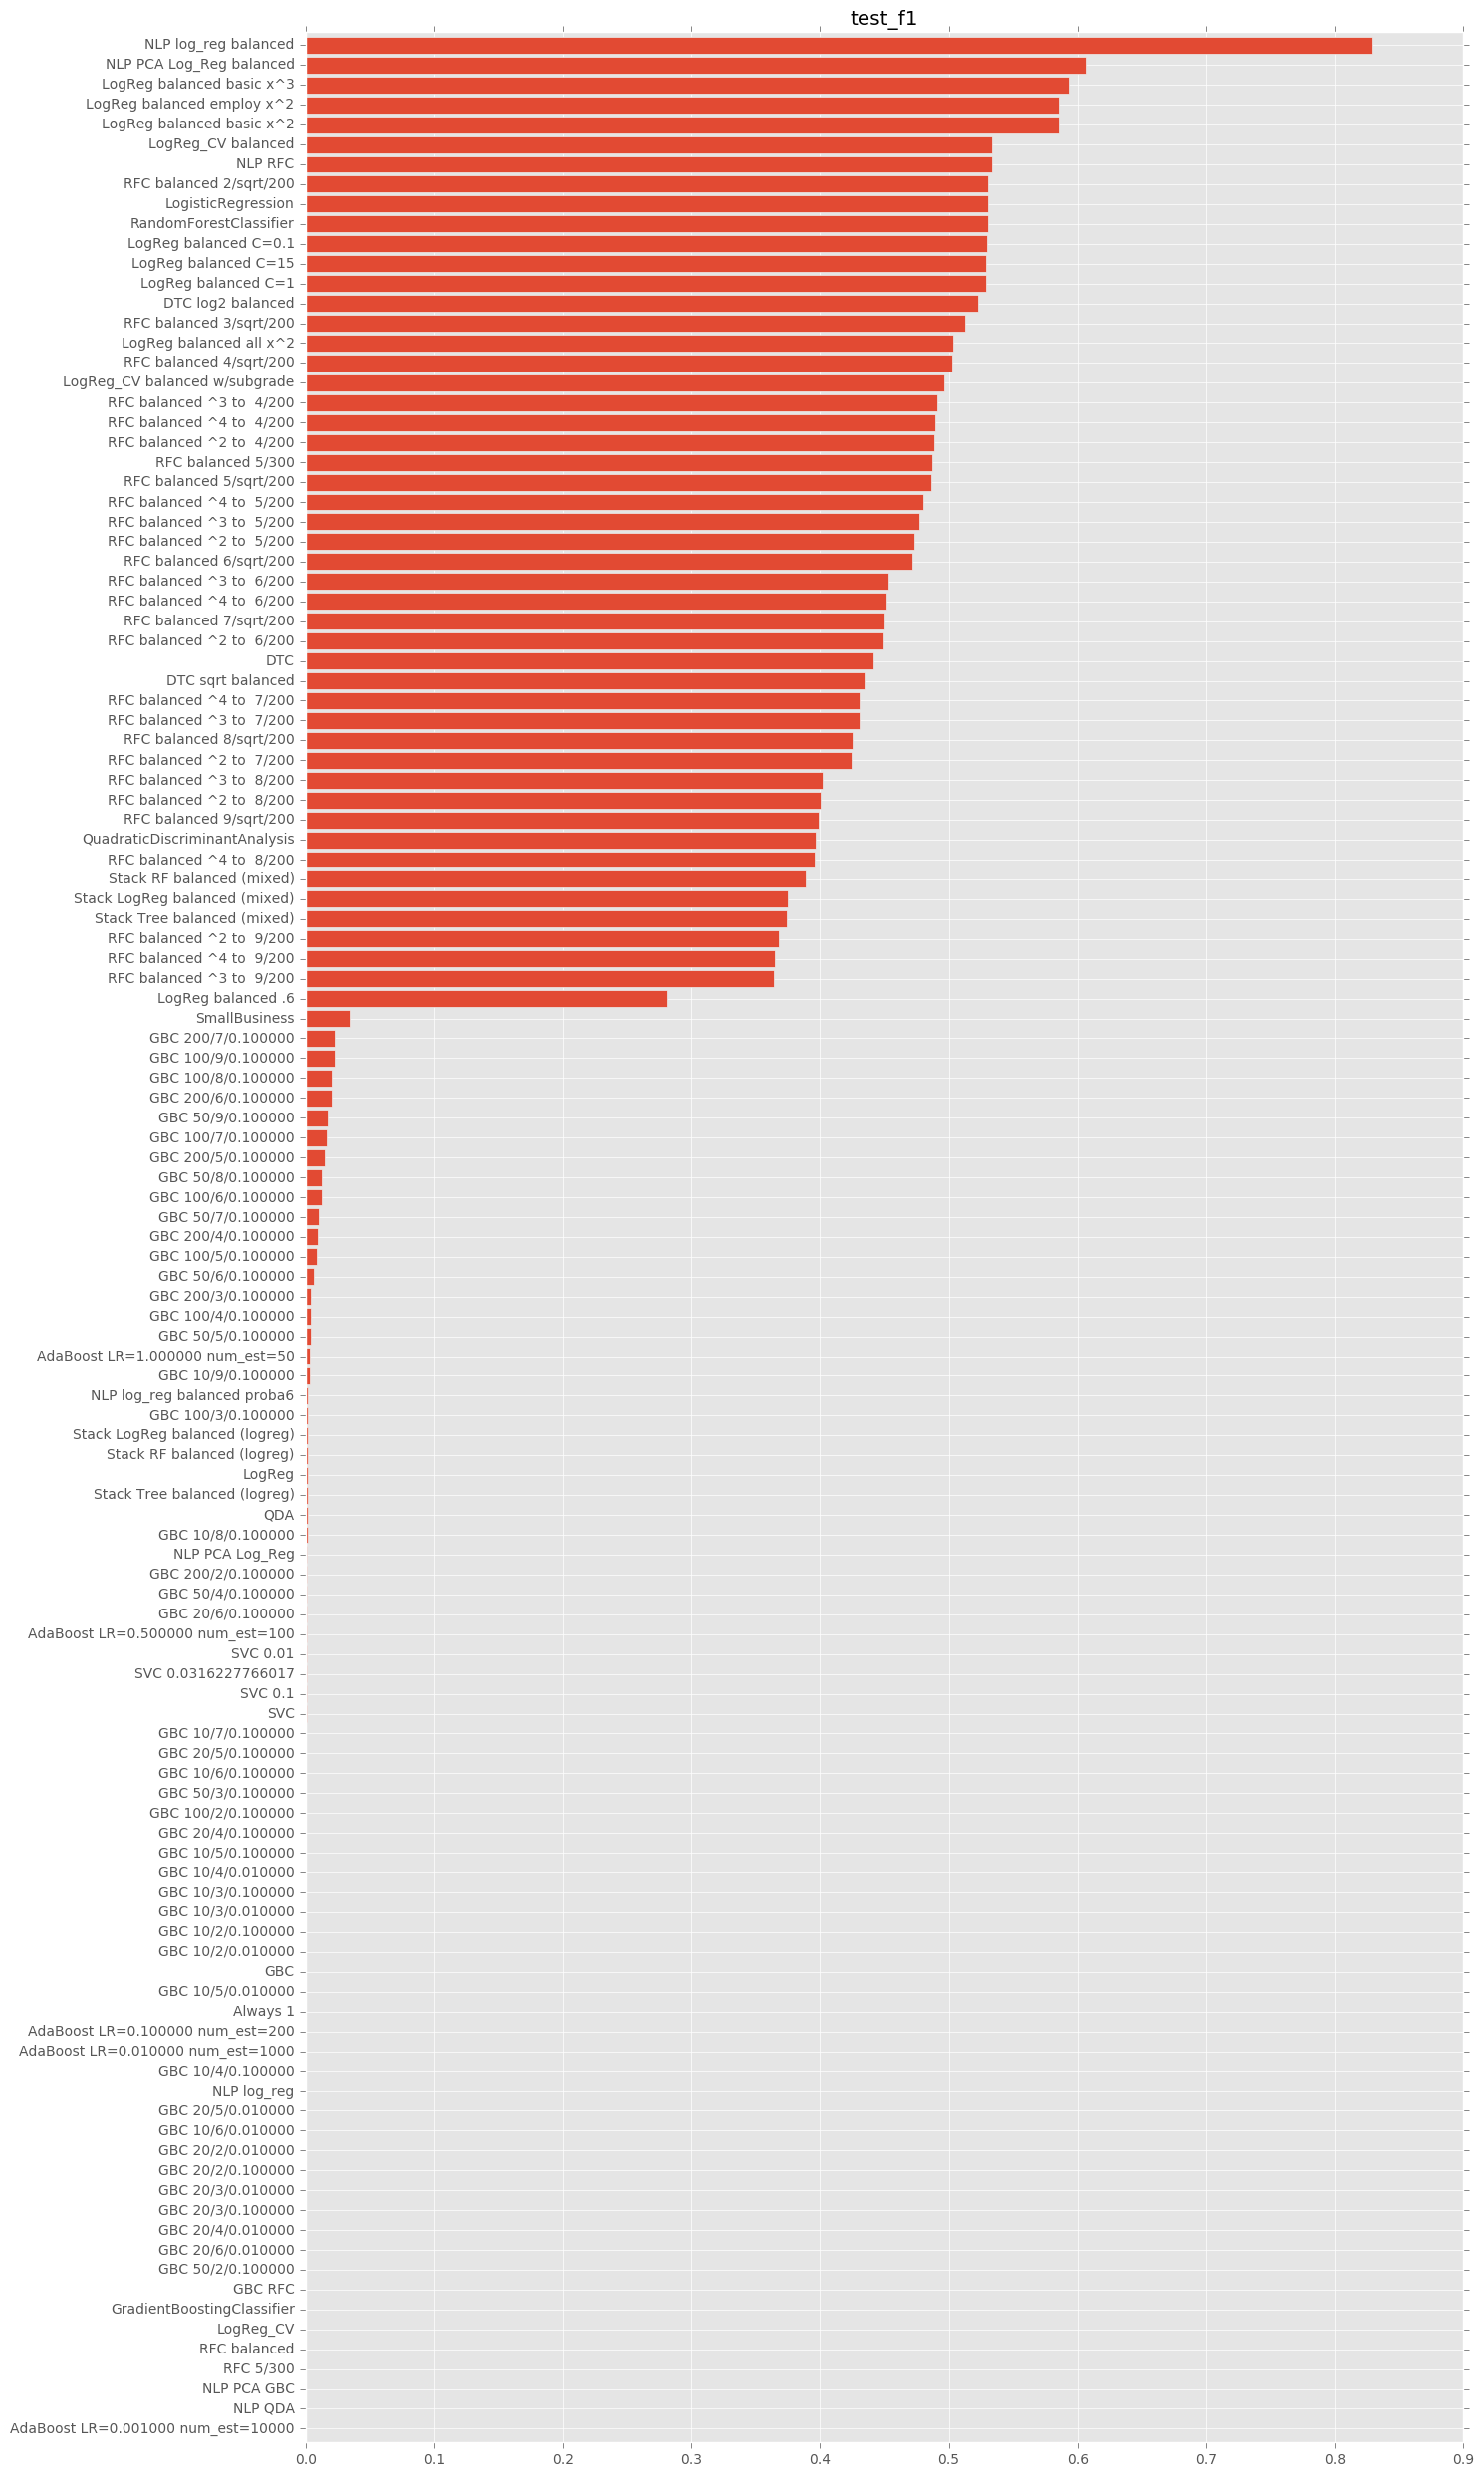 test_f1
NLP log_reg balanced
NLP PCA Log_Reg balanced
LogReg balanced basic x^3
LogReg balanced employ x^2
LogReg balanced basic x^2
LogReg_CV balanced
NLP RFC
RFC balanced 2/sqrt/200
LogisticRegression
RandomForestClassifier
LogReg balanced C=0.1
LogReg balanced C=15
LogReg balanced C=1
DTC log2 balanced
RFC balanced 3/sqrt/200
LogReg balanced all x^2
RFC balanced 4/sqrt/200
LogReg_CV balanced w/subgrade
RFC balanced ^3 to  4/200
RFC balanced ^4 to  4/200
RFC balanced ^2 to  4/200
RFC balanced 5/300
RFC balanced 5/sqrt/200
RFC balanced ^4 to  5/200
RFC balanced ^3 to  5/200
RFC balanced ^2 to  5/200
RFC balanced 6/sqrt/200
RFC balanced ^3 to  6/200
RFC balanced ^4 to  6/200
RFC balanced 7/sqrt/200
RFC balanced ^2 to  6/200
DTC
DTC sqrt balanced
RFC balanced ^4 to  7/200
RFC balanced ^3 to  7/200
RFC balanced 8/sqrt/200
RFC balanced ^2 to  7/200
RFC balanced ^3 to  8/200
RFC balanced ^2 to  8/200
RFC balanced 9/sqrt/200
QuadraticDiscriminantAnalysis
RFC balanced ^4 to  8/200
Stack RF balanced (mixed)
Stack LogReg balanced (mixed)
Stack Tree balanced (mixed)
RFC balanced ^2 to  9/200
RFC balanced ^4 to  9/200
RFC balanced ^3 to  9/200
LogReg balanced .6
SmallBusiness
GBC 200/7/0.100000
GBC 100/9/0.100000
GBC 100/8/0.100000
GBC 200/6/0.100000
GBC 50/9/0.100000
GBC 100/7/0.100000
GBC 200/5/0.100000
GBC 50/8/0.100000
GBC 100/6/0.100000
GBC 50/7/0.100000
GBC 200/4/0.100000
GBC 100/5/0.100000
GBC 50/6/0.100000
GBC 200/3/0.100000
GBC 100/4/0.100000
GBC 50/5/0.100000
AdaBoost LR=1.000000 num_est=50
GBC 10/9/0.100000
NLP log_reg balanced proba6
GBC 100/3/0.100000
Stack LogReg balanced (logreg)
Stack RF balanced (logreg)
LogReg
Stack Tree balanced (logreg)
QDA
GBC 10/8/0.100000
NLP PCA Log_Reg
GBC 200/2/0.100000
GBC 50/4/0.100000
GBC 20/6/0.100000
AdaBoost LR=0.500000 num_est=100
SVC 0.01
SVC 0.0316227766017
SVC 0.1
SVC
GBC 10/7/0.100000
GBC 20/5/0.100000
GBC 10/6/0.100000
GBC 50/3/0.100000
GBC 100/2/0.100000
GBC 20/4/0.100000
GBC 10/5/0.100000
GBC 10/4/0.010000
GBC 10/3/0.100000
GBC 10/3/0.010000
GBC 10/2/0.100000
GBC 10/2/0.010000
GBC
GBC 10/5/0.010000
Always 1
AdaBoost LR=0.100000 num_est=200
AdaBoost LR=0.010000 num_est=1000
GBC 10/4/0.100000
NLP log_reg
GBC 20/5/0.010000
GBC 10/6/0.010000
GBC 20/2/0.010000
GBC 20/2/0.100000
GBC 20/3/0.010000
GBC 20/3/0.100000
GBC 20/4/0.010000
GBC 20/6/0.010000
GBC 50/2/0.100000
GBC RFC
GradientBoostingClassifier
LogReg_CV
RFC balanced
RFC 5/300
NLP PCA GBC
NLP QDA
AdaBoost LR=0.001000 num_est=10000
0.0 0.1 0.2 0.3 0.4 0.5 0.6 0.7 0.8 0.9